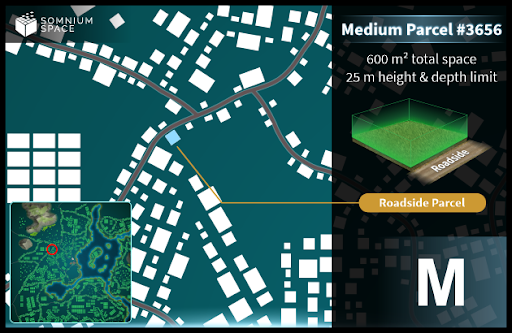 SOMNIUM
SPACE
Medium Parcel #3656
600 m² total space
25 m height & depth limit
Roadside
Roadside Parcel
M